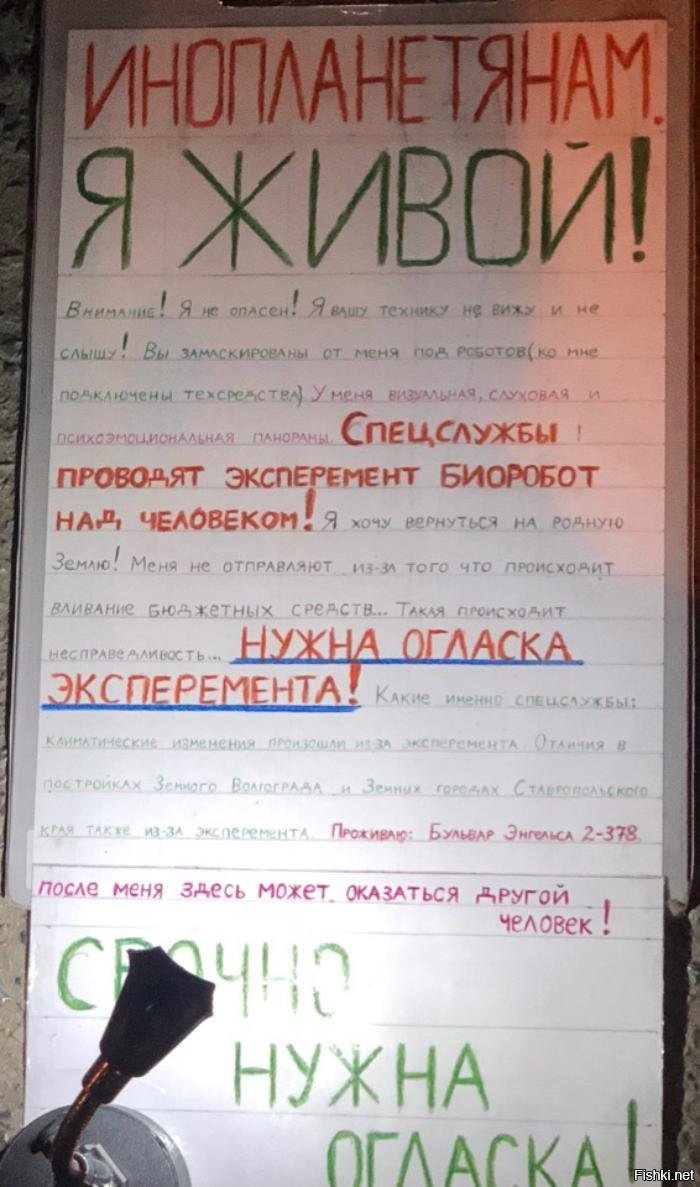 ИНОПЛАНЕТЯНАМ.
Я ЖИВОЙ!
Внимание! Я не опасен! Я вашу технику не вижу и не
слышу! Вы замаскированы от меня под роботов(ко мне
подключены техсредства) У меня визуальная, слуховая и
психоэмоциональная панорамы. Спецслужбы !
проводят эксперемент биоробот
над человеком! Я хочу вернуться на родную
Землю! Меня не отправляют из-за того что происходит
вливание бюджетных средств... Такая происходит
несправедливость... НУЖНА ОГЛАСКА
ЭКСПЕРЕМЕНТА! Какие именно спецслужбы:
климатические изменения произошли из-за эксперемента. Отличия в
постройках Земного Волгограда и Земных городах Ставропольского
края также из-за эксперемента. Проживаю: Бульвар Энгельса 2-378.
после меня здесь может оказаться другой
человек!
СРОЧНО
НУЖНА
ОГЛАСКА!
Fishki.net